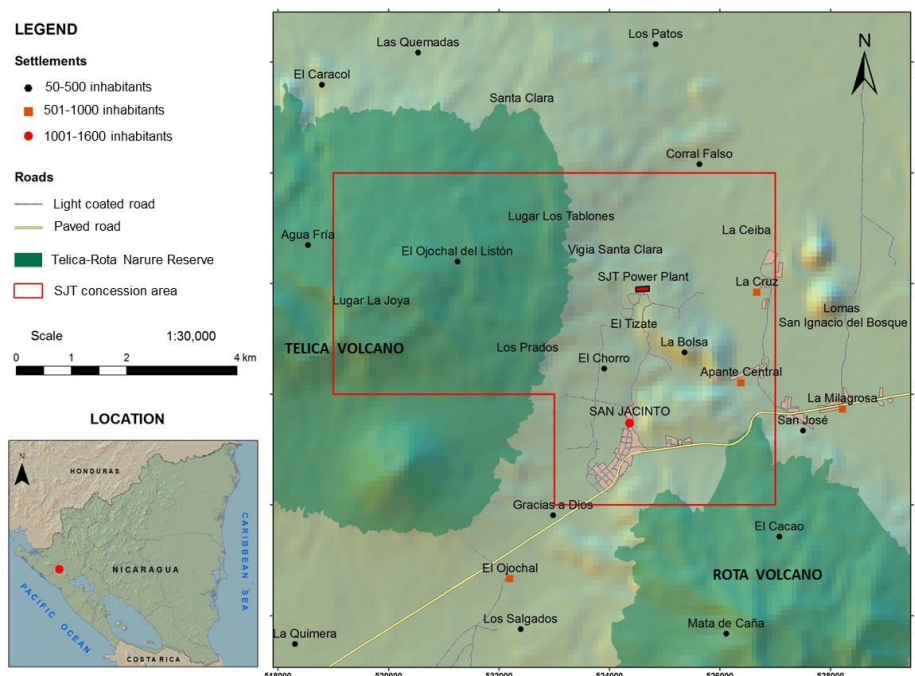 LEGEND
Settlements
50-500 inhabitants
501-1000 inhabitants
1001-1600 inhabitants
Roads
Light coated road
Paved road
Telica-Rota Narure Reserve
SJT concession area
Scale 1:30,000
0 1 2 4 km
LOCATION
N
HONDURAS
NICARAGUA
CARIBBEAN SEA
PACIFIC OCEAN
COSTARICA
N
Los Patos
Las Quemadas
El Caracol
Santa Clara
Corral Falso
Lugar Los Tablones
La Ceiba
Agua Fría
El Ojochal del Listón
Vigia Santa Clara
SJT Power Plant
La Cruz
Lugar La Joya
Lomas
San Ignacio del Bosque
El Tizate
TELICA VOLCANO
Los Prados
La Bolsa
El Chorro
Apante Central
La Milagrosa
SAN JACINTO
San José
Gracias a Dios
El Cacao
El Ojochal
ROTA VOLCANO
Los Salgados
Mata de Caña
La Quimera